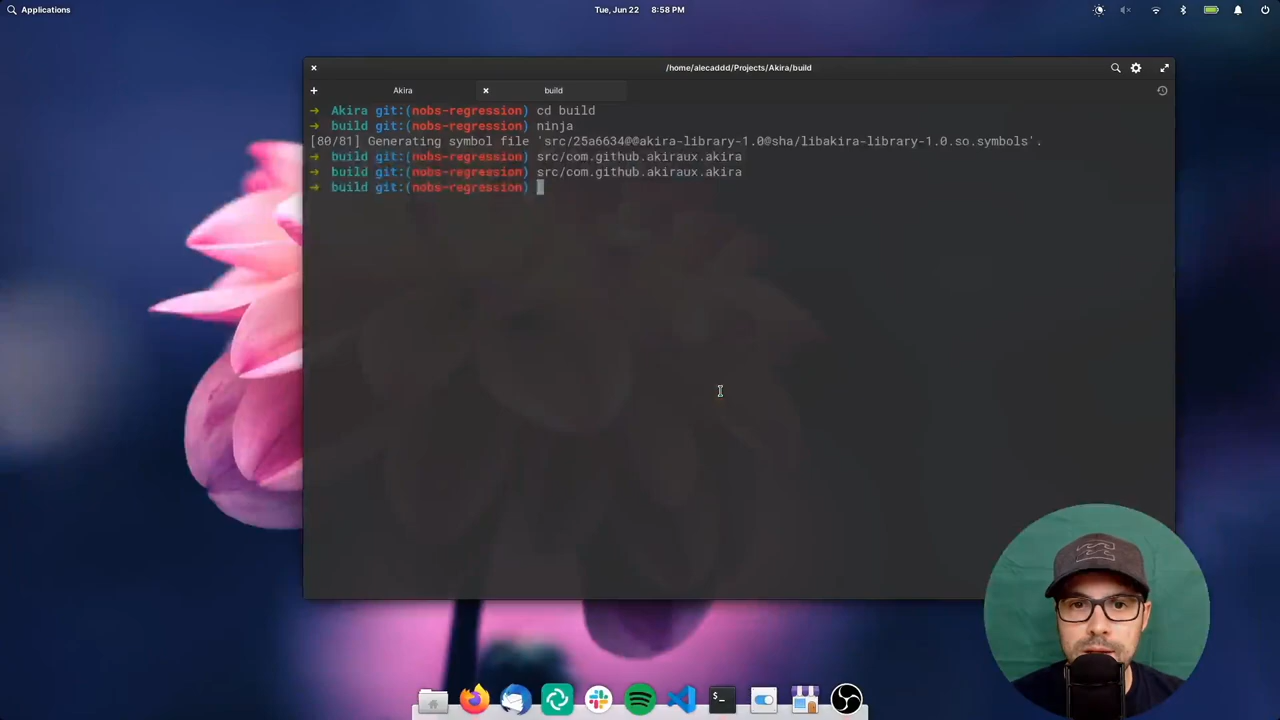 Applications
Tue, Jun 22 8:58 PM
/home/alecaddd/Projects/Akira/build
Akira
build
→ Akira git:(nobs-regression) cd build
→ build git:(nobs-regression) ninja
[80/81] Generating symbol file 'src/25a6634@@akira-library-1.0@sha/libakira-library-1.0.so.symbols'.
→ build git:(nobs-regression) src/com.github.akiraux.akira
→ build git:(nobs-regression) src/com.github.akiraux.akira
→ build git:(nobs-regression)